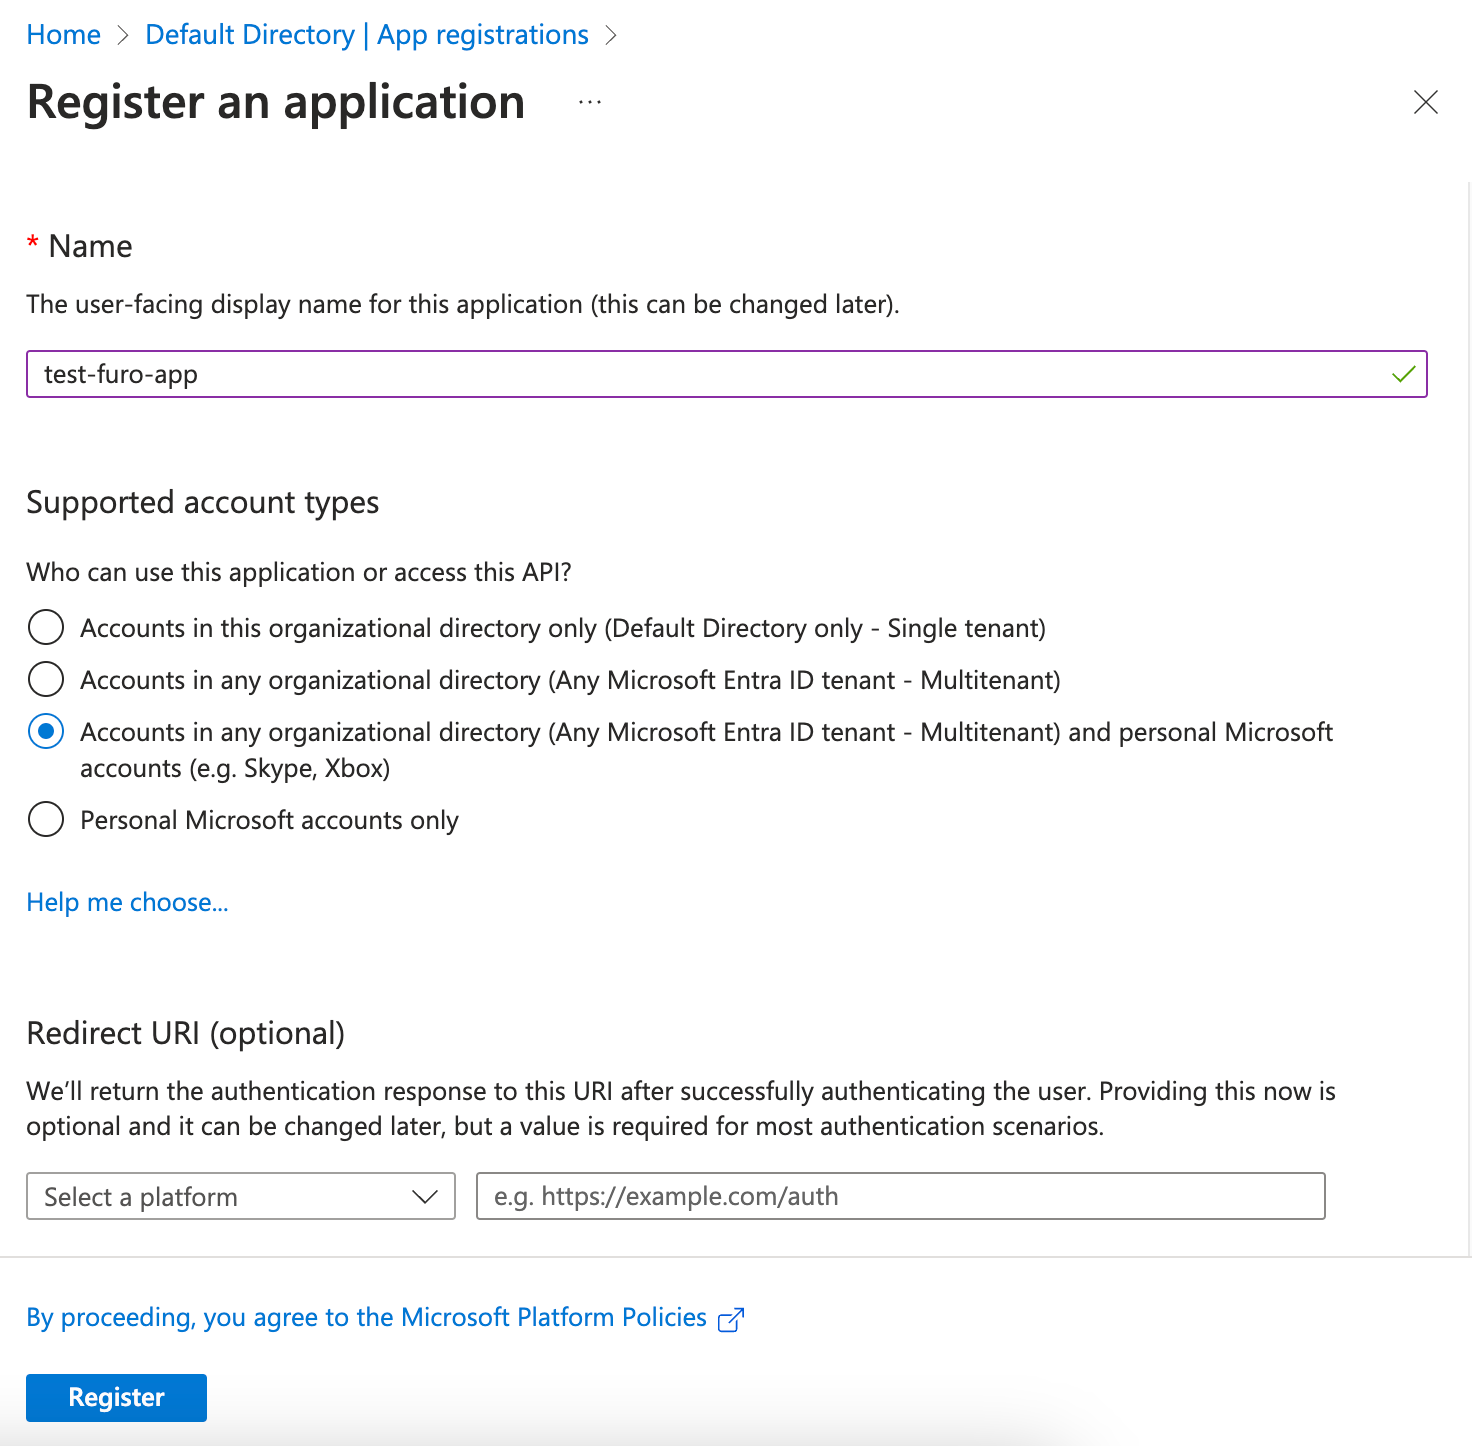 Home > Default Directory | App registrations >
Register an application ...
* Name
The user-facing display name for this application (this can be changed later).
test-furo-app
Supported account types
Who can use this application or access this API?
Accounts in this organizational directory only (Default Directory only - Single tenant)
Accounts in any organizational directory (Any Microsoft Entra ID tenant - Multitenant)
Accounts in any organizational directory (Any Microsoft Entra ID tenant - Multitenant) and personal Microsoft
accounts (e.g. Skype, Xbox)
Personal Microsoft accounts only
Help me choose...
Redirect URI (optional)
We’ll return the authentication response to this URI after successfully authenticating the user. Providing this now is
optional and it can be changed later, but a value is required for most authentication scenarios.
Select a platform
e.g. https://example.com/auth
By proceeding, you agree to the Microsoft Platform Policies
Register